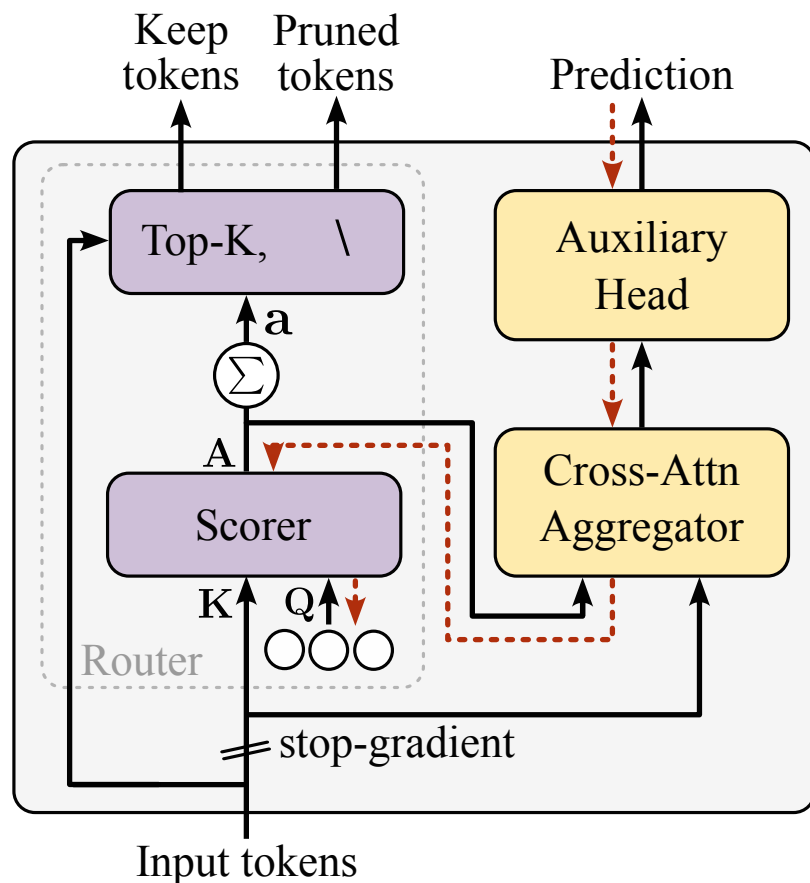 Keep
tokens
Pruned
tokens
Prediction
Top-K, \
Auxiliary
Head
a
Σ
A
Scorer
Cross-Attn
Aggregator
K
Q
Router
stop-gradient
Input tokens